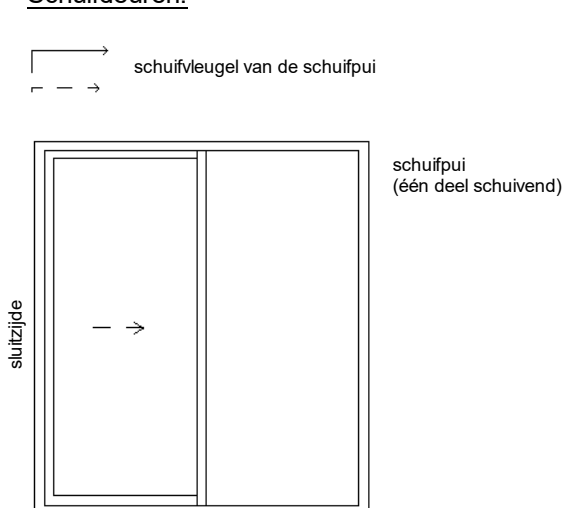 Schuifdeuren:
schuifvleugel van de schuifpui
schuifpui
(één deel schuivend)
sluitzijde